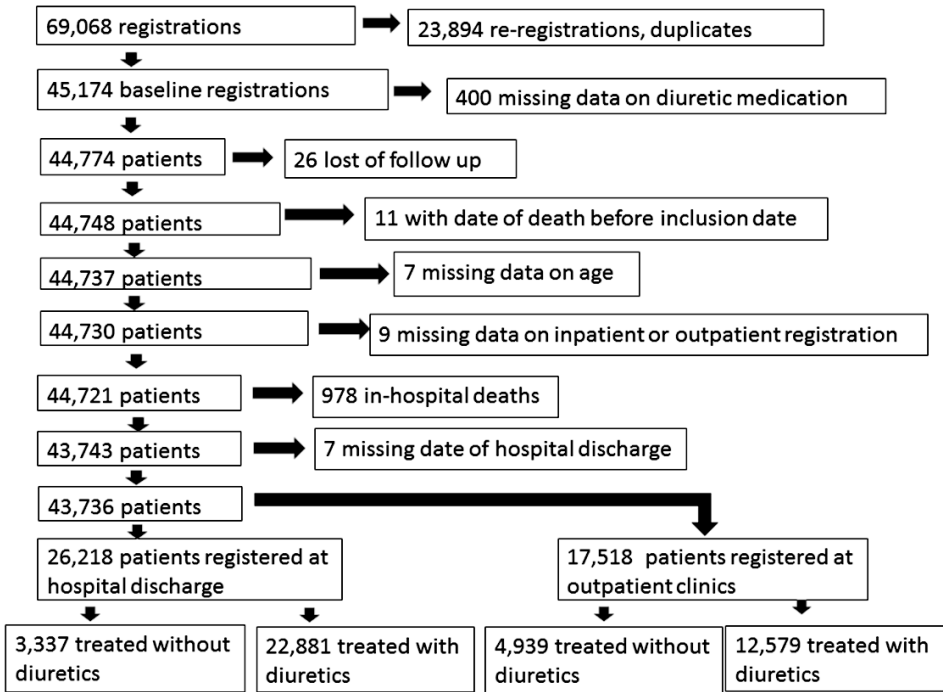 69,068 registrations
23,894 re-registrations, duplicates
45,174 baseline registrations
400 missing data on diuretic medication
44,774 patients
26 lost of follow up
44,748 patients
11 with date of death before inclusion date
44,737 patients
7 missing data on age
44,730 patients
9 missing data on inpatient or outpatient registration
44,721 patients
978 in-hospital deaths
43,743 patients
7 missing date of hospital discharge
43,736 patients
26,218 patients registered at
hospital discharge
17,518 patients registered at
outpatient clinics
3,337 treated without
diuretics
22,881 treated with
diuretics
4,939 treated without
diuretics
12,579 treated with
diuretics